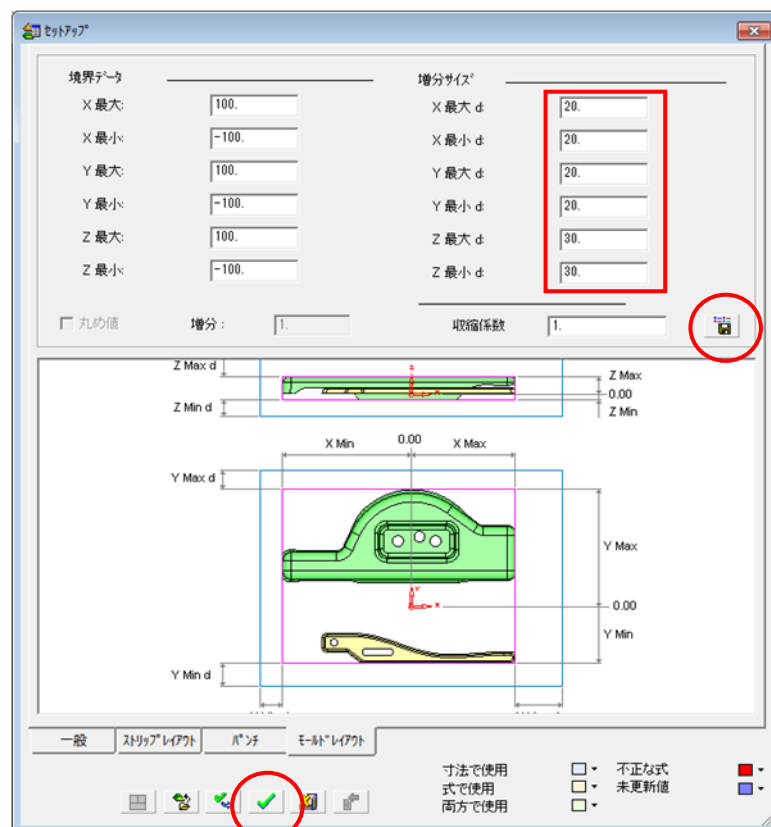 セットアップ
境界データ
増分サイズ
X 最大:
100.
X 最大 d:
20.
X 最小:
-100.
X 最小 d:
20.
Y 最大:
100.
Y 最大 d:
20.
Y 最小:
-100.
Y 最小 d:
20.
Z 最大:
100.
Z 最大 d:
30.
Z 最小:
-100.
Z 最小 d:
30.
丸め値
増分 :
1.
収縮係数
1.
Z Max d
Z
Z Max
X
0.00
Z Min d
Z Min
X Min
0.00
X Max
Y Max d
Y Max
Y
X
0.00
Y Min
Y Min d
一般
ストリップレイアウト
パンチ
モールドレイアウト
寸法で使用
不正な式
式で使用
未更新値
両方で使用